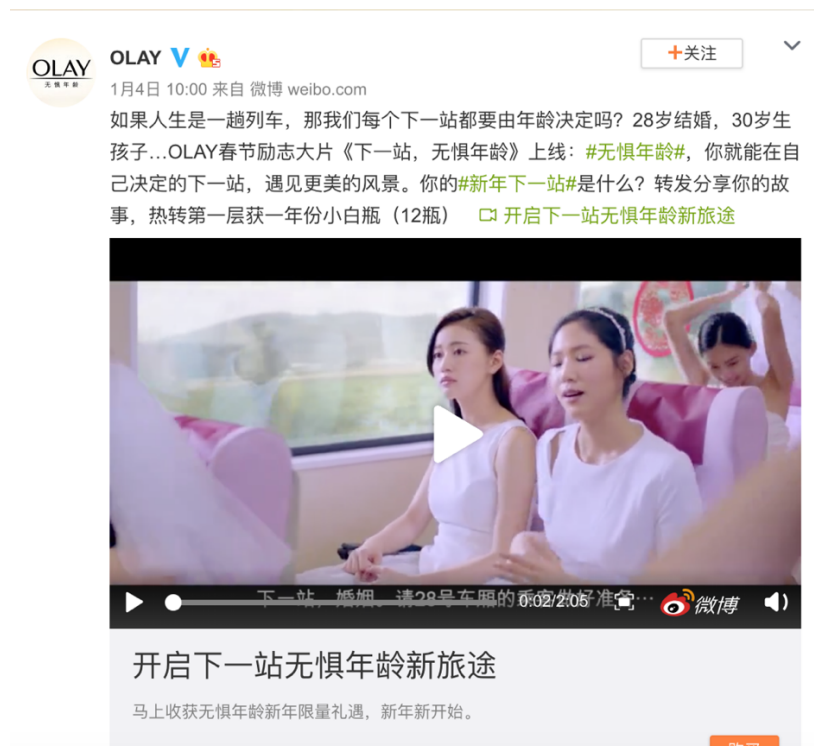 OLAY
无惧年龄
OLAY
+关注
1月4日 10:00 来自 微博 weibo.com
如果人生是一趟列车，那我们每个下一站都要由年龄决定吗？28岁结婚，30岁生
孩子...OLAY春节励志大片《下一站，无惧年龄》上线：#无惧年龄#，你就能在自
己决定的下一站，遇见更美的风景。你的#新年下一站#是什么？转发分享你的故
事，热转第一层获一年份小白瓶（12瓶） 开启下一站无惧年龄新旅途
下一站，婚姻。请28号车厢的乘客做好准备…
0:02/2:05
微博
开启下一站无惧年龄新旅途
马上收获无惧年龄新年限量礼遇，新年新开始。